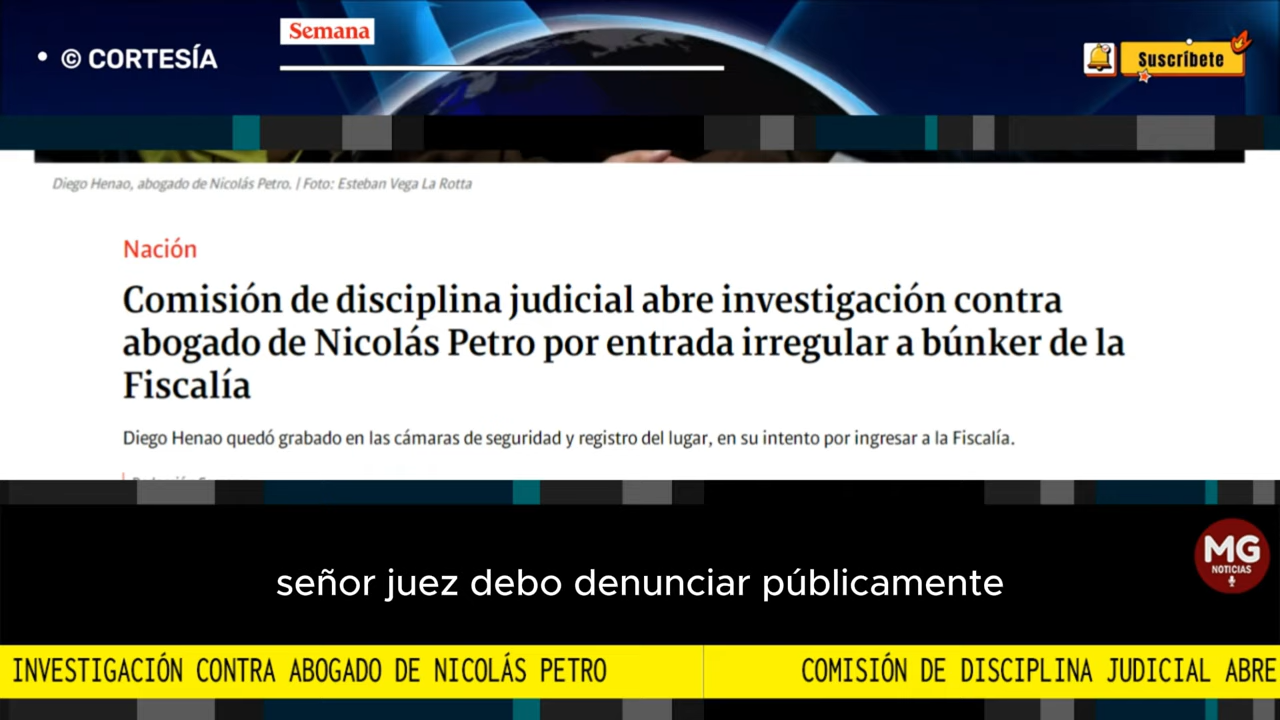 Semana
• © CORTESÍA
Suscríbete
Diego Henao, abogado de Nicolás Petro. | Foto: Esteban Vega La Rotta
Nación
Comisión de disciplina judicial abre investigación contra
abogado de Nicolás Petro por entrada irregular a búnker de la
Fiscalía
Diego Henao quedó grabado en las cámaras de seguridad y registro del lugar, en su intento por ingresar a la Fiscalía.
MG
NOTICIAS
señor juez debo denunciar públicamente
INVESTIGACIÓN CONTRA ABOGADO DE NICOLÁS PETRO COMISIÓN DE DISCIPLINA JUDICIAL ABRE